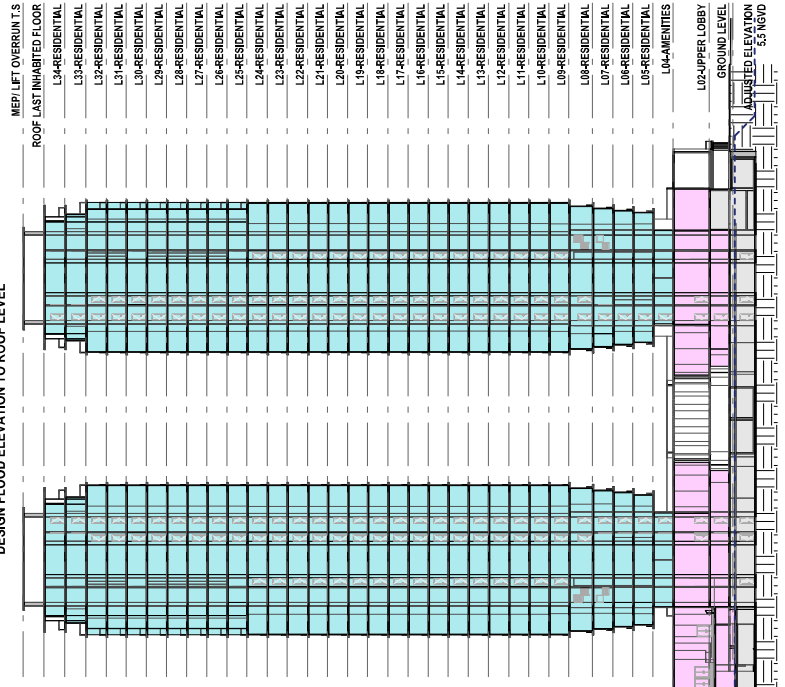 MEP/ LIFT OVERRUN T.S
ROOF LAST INHABITED FLOOR
L34-RESIDENTIAL
L33-RESIDENTIAL
L32-RESIDENTIAL
L31-RESIDENTIAL
L30-RESIDENTIAL
L29-RESIDENTIAL
L28-RESIDENTIAL
L27-RESIDENTIAL
L26-RESIDENTIAL
L25-RESIDENTIAL
L24-RESIDENTIAL
L23-RESIDENTIAL
L22-RESIDENTIAL
L21-RESIDENTIAL
L20-RESIDENTIAL
L19-RESIDENTIAL
L18-RESIDENTIAL
L17-RESIDENTIAL
L16-RESIDENTIAL
L15-RESIDENTIAL
L14-RESIDENTIAL
L13-RESIDENTIAL
L12-RESIDENTIAL
L11-RESIDENTIAL
L10-RESIDENTIAL
L09-RESIDENTIAL
L08-RESIDENTIAL
L07-RESIDENTIAL
L06-RESIDENTIAL
L05-RESIDENTIAL
L04-AMENITIES
L02-UPPER LOBBY
GROUND LEVEL
ADJUSTED ELEVATION
5.5 NGVD
DESIGN FLOOD ELEVATION TO ROOF LEVEL